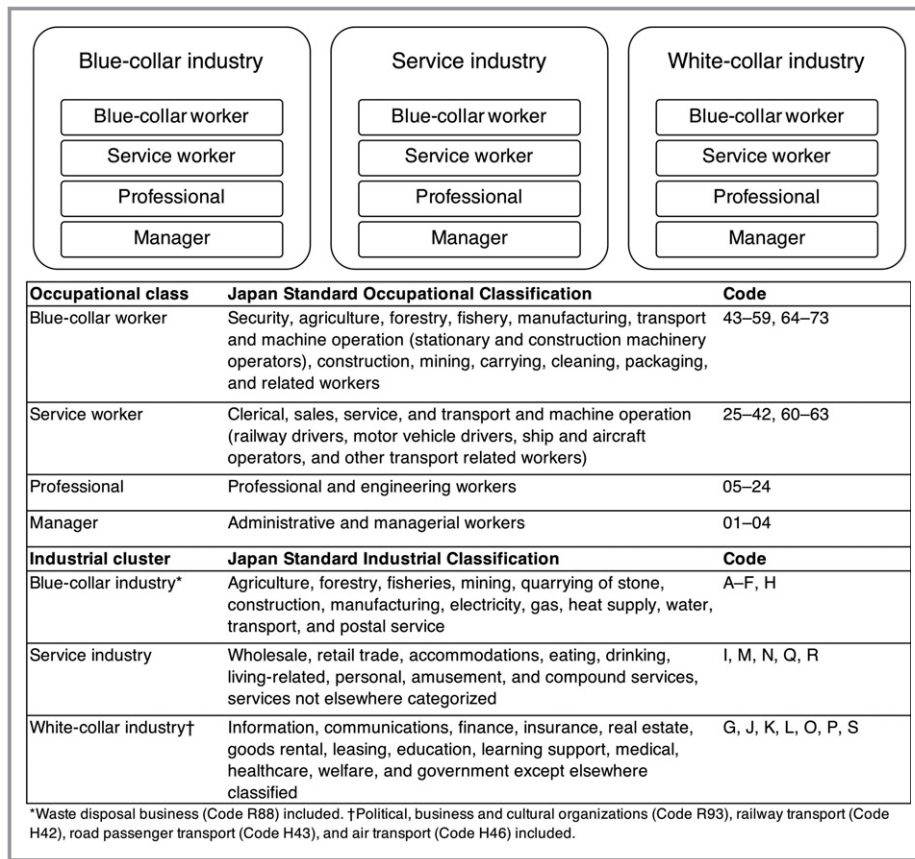 Blue-collar industry
Service industry
White-collar industry
Blue-collar worker
Blue-collar worker
Blue-collar worker
Service worker
Service worker
Service worker
Professional
Professional
Professional
Manager
Manager
Manager
Occupational class Japan Standard Occupational Classification Code
Blue-collar worker Security, agriculture, forestry, fishery, manufacturing, transport 43–59, 64–73
and machine operation (stationary and construction machinery
operators), construction, mining, carrying, cleaning, packaging,
and related workers
Service worker Clerical, sales, service, and transport and machine operation 25–42, 60–63
(railway drivers, motor vehicle drivers, ship and aircraft
operators, and other transport related workers)
Professional Professional and engineering workers 05–24
Manager Administrative and managerial workers 01–04
Industrial cluster Japan Standard Industrial Classification Code
Blue-collar industry* Agriculture, forestry, fisheries, mining, quarrying of stone, A–F, H
construction, manufacturing, electricity, gas, heat supply, water,
transport, and postal service
Service industry Wholesale, retail trade, accommodations, eating, drinking, I, M, N, Q, R
living-related, personal, amusement, and compound services,
services not elsewhere categorized
White-collar industry† Information, communications, finance, insurance, real estate, G, J, K, L, O, P, S
goods rental, leasing, education, learning support, medical,
healthcare, welfare, and government except elsewhere
classified
*Waste disposal business (Code R88) included. †Political, business and cultural organizations (Code R93), railway transport (Code
H42), road passenger transport (Code H43), and air transport (Code H46) included.